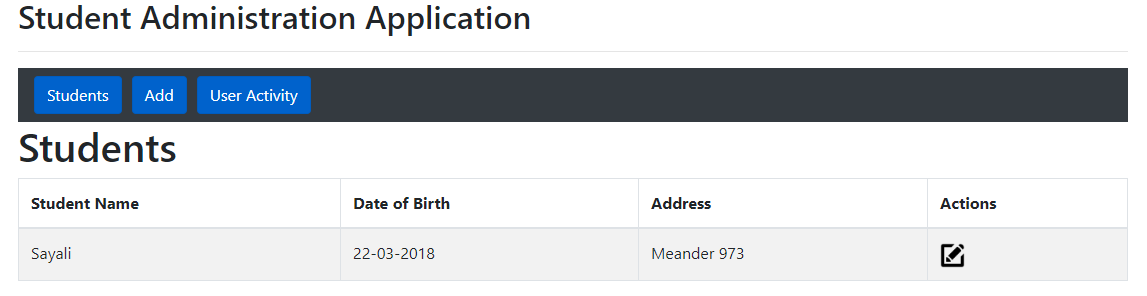 Student Administration Application
Students Add User Activity
Students
Student Name Date of Birth Address Actions
Sayali 22-03-2018 Meander 973